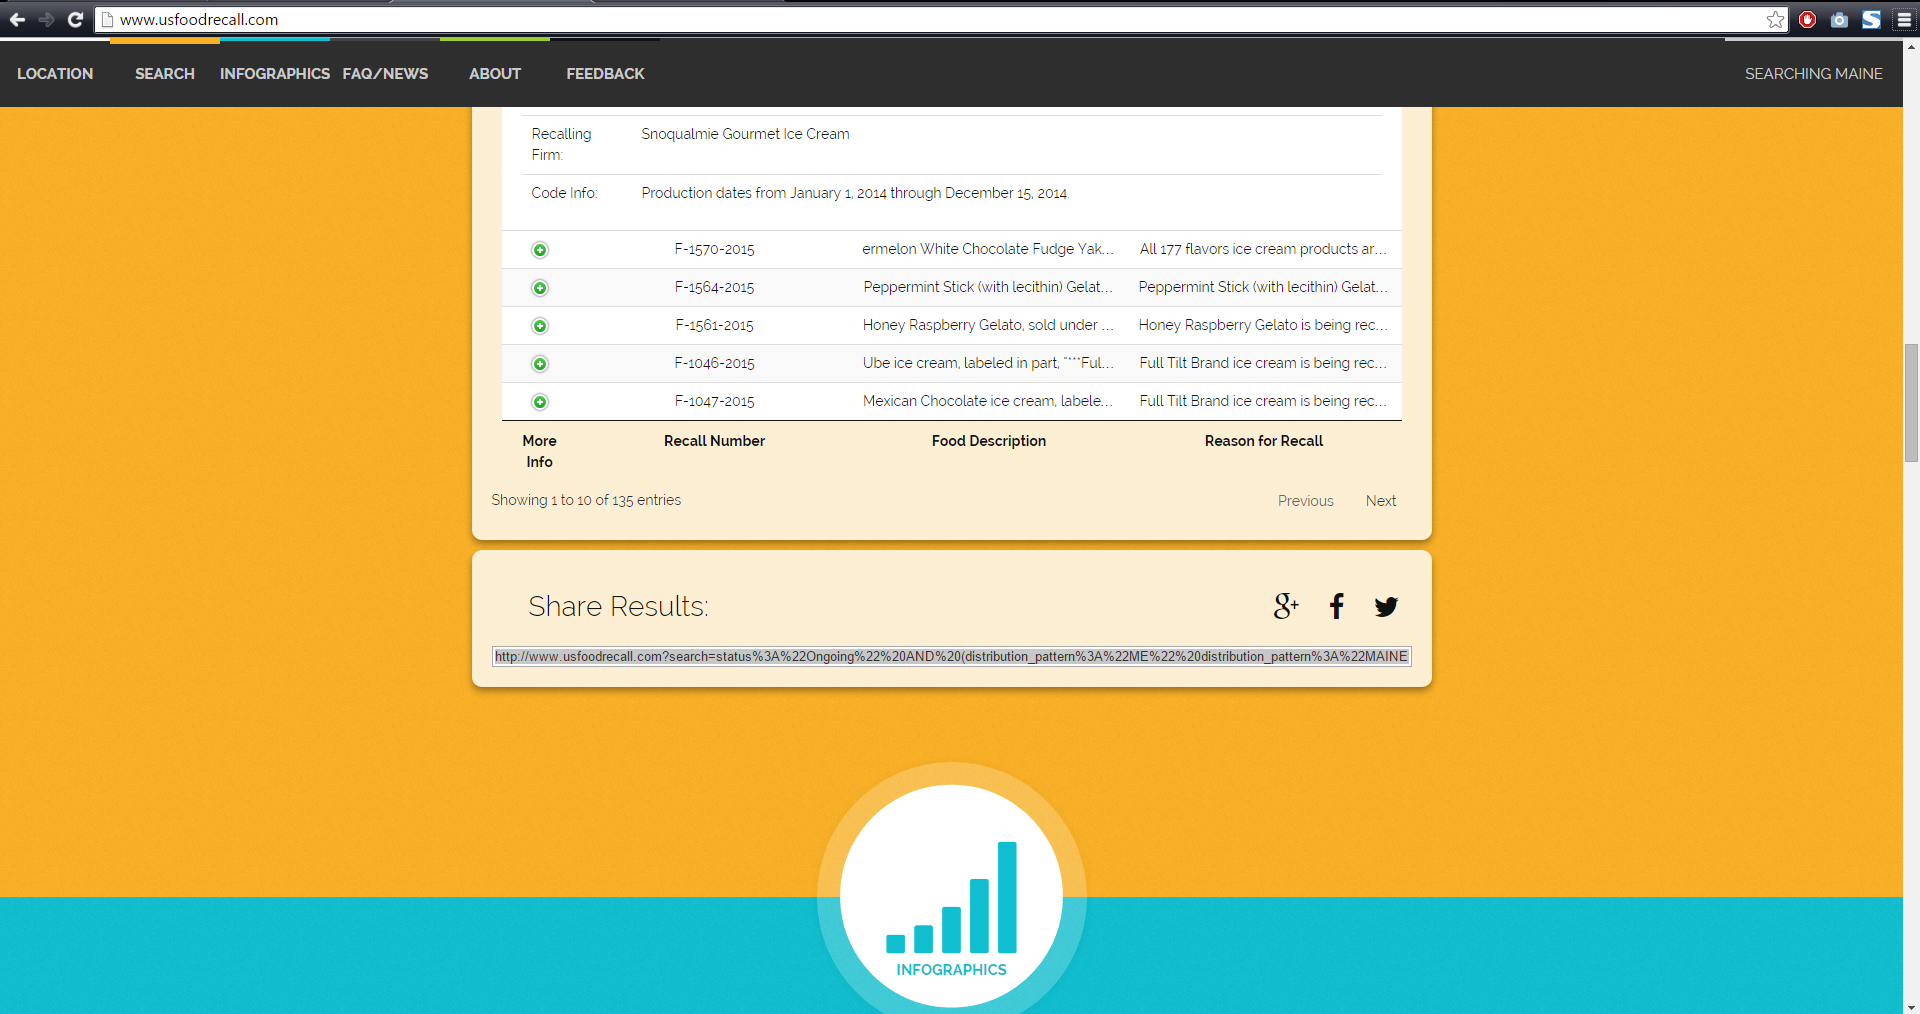 www.usfoodrecall.com
LOCATION SEARCH INFOGRAPHICS FAQ/NEWS ABOUT FEEDBACK SEARCHING MAINE
Recalling Firm: Snoqualmie Gourmet Ice Cream
Code Info: Production dates from January 1, 2014 through December 15, 2014.
F-1570-2015 ermelon White Chocolate Fudge Yak... All 177 flavors ice cream products ar...
F-1564-2015 Peppermint Stick (with lecithin) Gelat... Peppermint Stick (with lecithin) Gelat...
F-1561-2015 Honey Raspberry Gelato, sold under ... Honey Raspberry Gelato is being rec...
F-1046-2015 Ube ice cream, labeled in part, "***Ful... Full Tilt Brand ice cream is being rec...
F-1047-2015 Mexican Chocolate ice cream, labele... Full Tilt Brand ice cream is being rec...
More Info Recall Number Food Description Reason for Recall
Showing 1 to 10 of 135 entries Previous Next
Share Results:
http://www.usfoodrecall.com?search=status%3A%22Ongoing%22%20AND%20(distribution_pattern%3A%22ME%22%20distribution_pattern%3A%22MAINE
INFOGRAPHICS